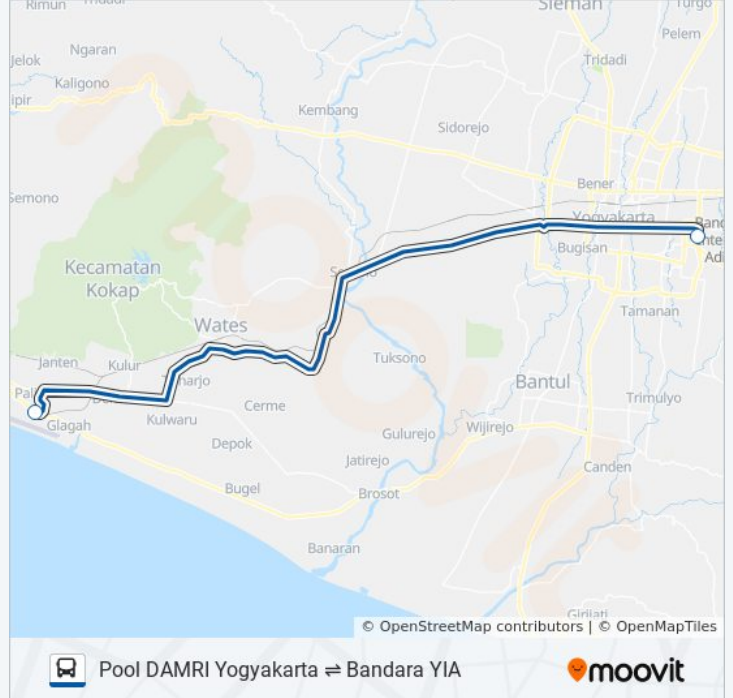 Rimun
Sleman
Turgo
Ngaran
Pelem
Jelok
Tridadi
Kaligono
Kembang
Sidorejo
Bener
Yogyakarta
Bugisan
Adi
Kecamatan
Kokap
Tamanan
Wates
Janten
Kulur
Tuksono
Bantul
Trimulyo
Cerme
Glagah
Kulwaru
Gulurejo
Wijirejo
Depok
Jatirejo
Canden
Bugel
Brosot
Banaran
Girijati
© OpenStreetMap contributors | © OpenMapTiles
Pool DAMRI Yogyakarta ⇌ Bandara YIA
moovit